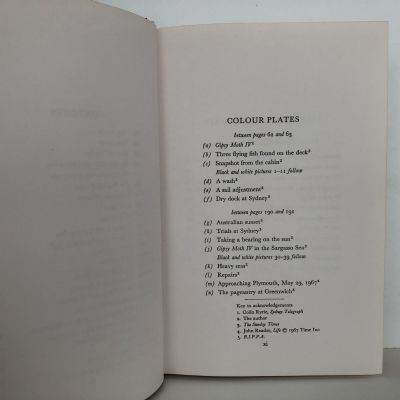 COLOUR PLATES
between pages 62 and 63
(a) Gipsy Moth IV⁵
(b) Three flying fish found on the deck²
(c) Snapshot from the cabin²
Black and white pictures 1–11 follow
(d) A wash²
(e) A sail adjustment²
(f) Dry dock at Sydney²
between pages 190 and 191
(g) Australian sunset²
(h) Trials at Sydney³
(i) Taking a bearing on the sun²
(j) Gipsy Moth IV in the Sargasso Sea²
Black and white pictures 30–39 follow
(k) Heavy seas²
(l) Repairs²
(m) Approaching Plymouth, May 29, 1967⁴
(n) The pageantry at Greenwich⁴
Key to acknowledgements
1. Colin Ryrie, Sydney Telegraph
2. The author
3. The Sunday Times
4. John Reader, Life © 1967 Time Inc
5. B.I.P.P.A.
xi